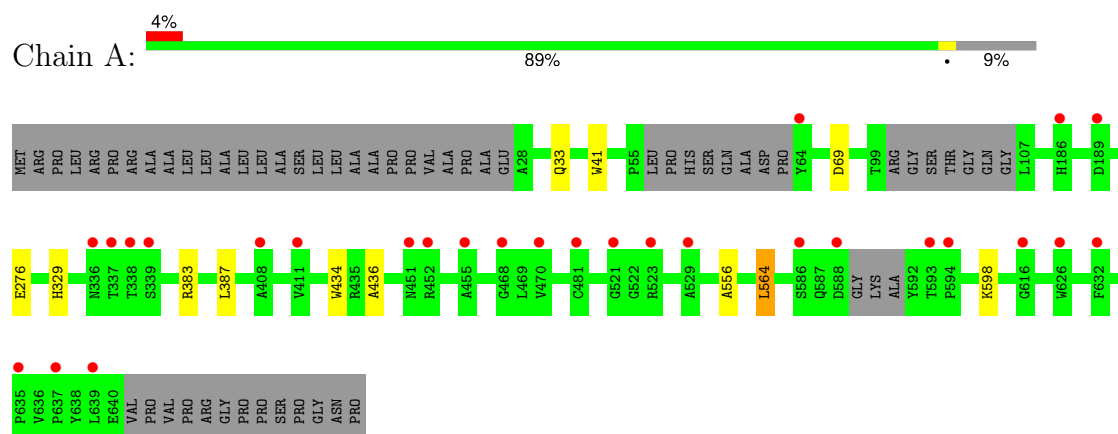 4%
Chain A:
89% • 9%
MET ARG PRO LEU ARG PRO ARG ALA ALA LEU LEU ALA LEU LEU ALA SER LEU LEU ALA ALA PRO PRO VAL ALA PRO ALA GLU A28 Q33 W41 P55 LEU PRO HIS SER GLN ALA ASP PRO Y64 D69 T99 ARG GLY SER THR GLY GLN GLY L107 H186 D189
E276 H329 N336 T337 T338 S339 R383 L387 A408 V411 W434 R435 A436 N451 R452 A455 G468 L469 V470 C481 G521 G522 R523 A529 A556 L564 S586 Q587 D588 GLY LYS ALA Y592 T593 P594 K598 G616 W626 F632
P635 V636 P637 Y638 L639 E640 VAL PRO VAL PRO ARG GLY PRO PRO SER PRO GLY ASN PRO